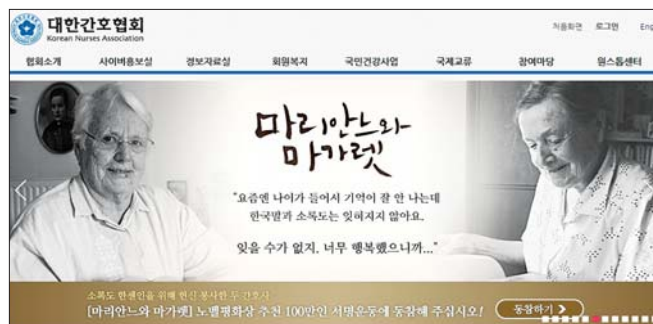 대한간호협회
Korean Nurses Association
처음화면 로그인 Eng
협회소개 사이버홍보실 정보자료실 회원복지 국민건강사업 국제교류 참여마당 원스톱센터
마리안느와
마가렛
"요즘엔 나이가 들어서 기억이 잘 안 나는데
한국말과 소록도는 잊혀지지 않아요.
잊을 수가 없지. 너무 행복했으니까..."
소록도 한센인을 위해 헌신 봉사한 두 간호사
[마리안느와 마가렛] 노벨평화상 추천 100만인 서명운동에 동참해 주십시오!
동참하기